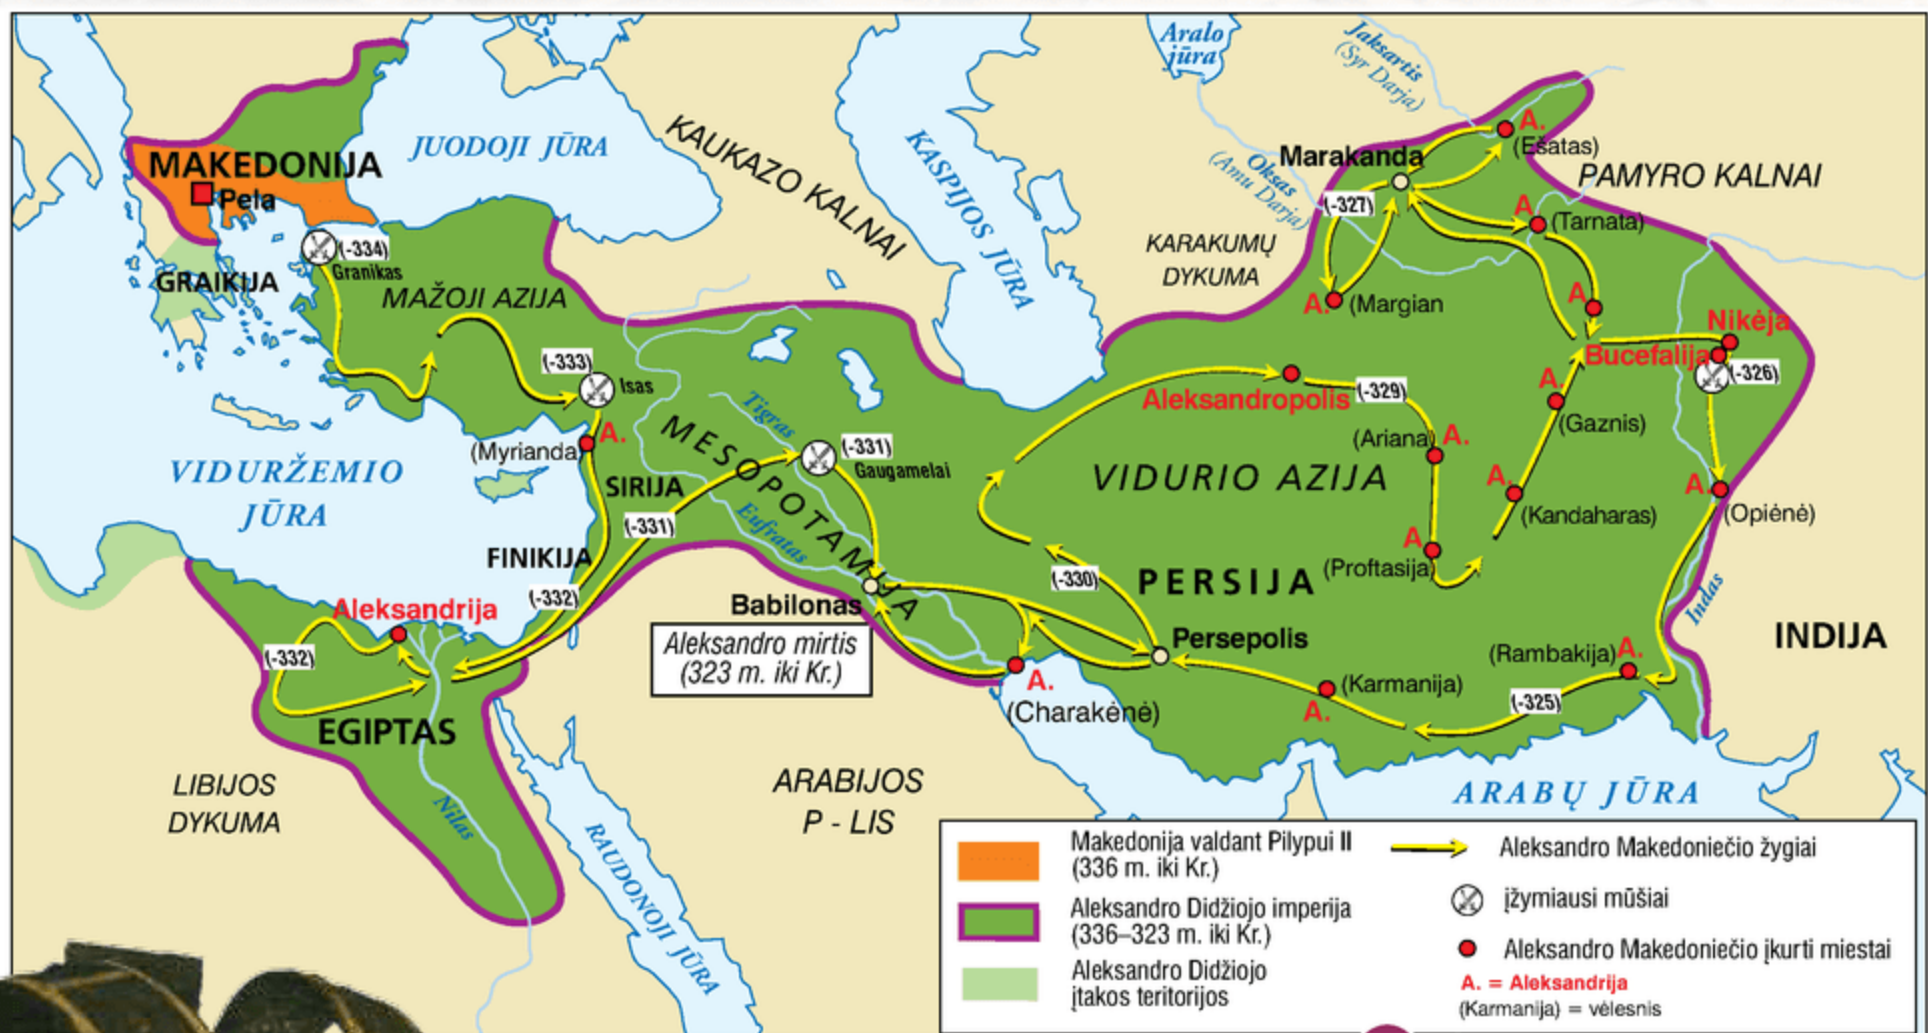 Aralo
jūra
Jaksartis
(Syr Darja)
MAKEDONIJA
Pela
JUODOJI JŪRA
KAUKAZO KALNAI
KASPIJOS JŪRA
Oksas
(Amu Darja)
Marakanda
A.
(Ešatas)
PAMYRO KALNAI
(-327)
A.
(Tarnata)
KARAKUMŲ
DYKUMA
A.
(Margian
A.
(-334)
Granikas
GRAIKIJA
MAŽOJI AZIJA
(-333)
Isas
Nikėja
Bucefalija
(-326)
Aleksandropolis
(-329)
A.
(Gaznis)
(Myrianda)
A.
Tigras
(-331)
Gaugamelai
(Ariana)
A.
VIDURŽEMIO
JŪRA
SIRIJA
MESOPOTAMIJA
VIDURIO AZIJA
A.
(Kandaharas)
A.
(Opiėnė)
(-331)
Eufratas
FINIKIJA
A.
(Proftasija)
(-330)
PERSIJA
(-332)
Aleksandrija
Babilonas
Indas
(-332)
Aleksandro mirtis
(323 m. iki Kr.)
Persepolis
INDIJA
(Rambakija)
A.
A.
(Charakėnė)
(Karmanija)
A.
(-325)
EGIPTAS
LIBIJOS
DYKUMA
Nilas
RAUDONOJI JŪRA
ARABIJOS
P - LIS
ARABŲ JŪRA
Makedonija valdant Pilypui II
(336 m. iki Kr.)
Aleksandro Didžiojo imperija
(336–323 m. iki Kr.)
Aleksandro Didžiojo
įtakos teritorijos
Aleksandro Makedoniečio žygiai
įžymiausi mūšiai
Aleksandro Makedoniečio įkurti miestai
A. = Aleksandrija
(Karmanija) = vėlesnis